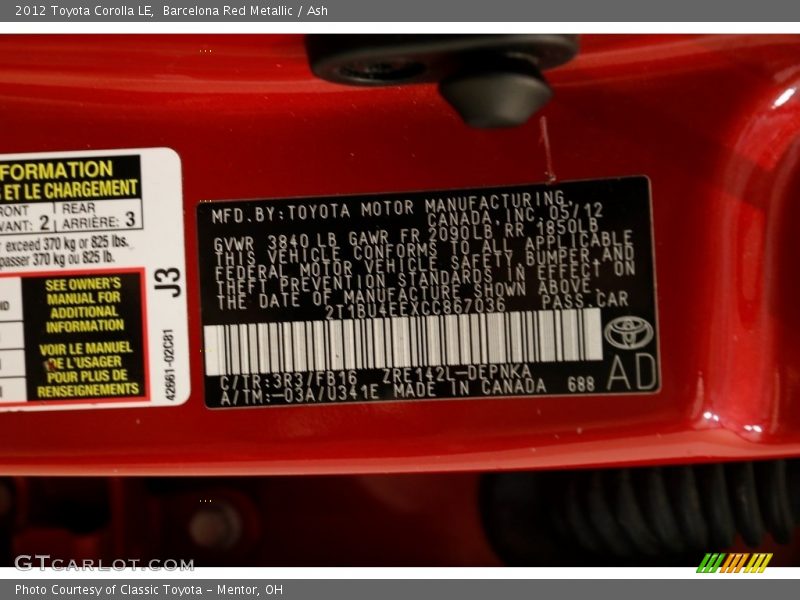 2012 Toyota Corolla LE,  Barcelona Red Metallic / Ash
FORMATION
ET LE CHARGEMENT
FRONT
REAR
VANT: 2
ARRIÈRE: 3
exceed 370 kg or 825 lbs.
passer 370 kg ou 825 lb.
SEE OWNER'S
MANUAL FOR
ADDITIONAL
INFORMATION
VOIR LE MANUEL
DE L'USAGER
POUR PLUS DE
RENSEIGNEMENTS
J3
42661-02C81
MFD.BY:TOYOTA MOTOR MANUFACTURING,
CANADA,INC.05/12
GVWR 3840 LB GAWR FR 2090LB RR 1850LB
THIS VEHICLE CONFORMS TO ALL APPLICABLE
FEDERAL MOTOR VEHICLE SAFETY,BUMPER,AND
THEFT PREVENTION STANDARDS IN EFFECT ON
THE DATE OF MANUFACTURE SHOWN ABOVE.
2T1BU4EEXCC867036 PASS.CAR
C/TR:3R3/FB16 ZRE142L-DEPNKA
A/TM:-03A/U341E MADE IN CANADA 688
AD
GTCARLOT.COM
Photo Courtesy of Classic Toyota - Mentor, OH